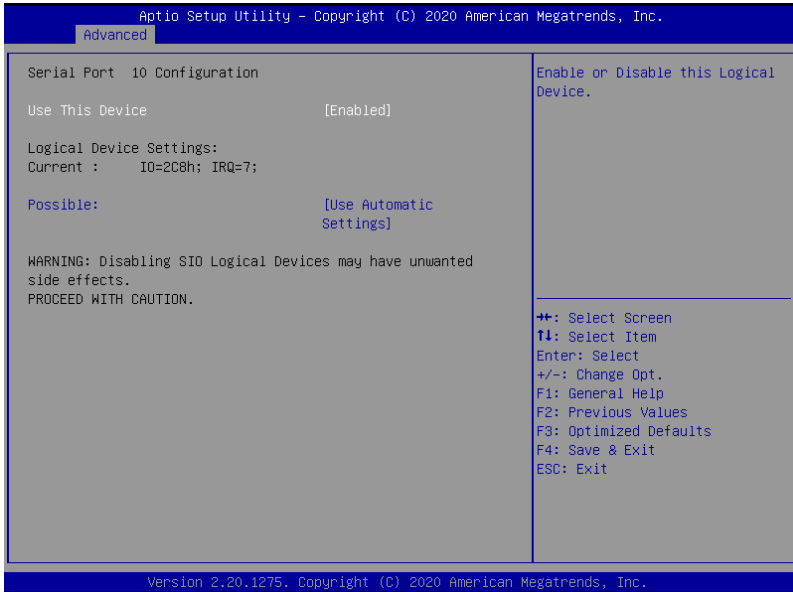 Aptio Setup Utility – Copyright (C) 2020 American Megatrends, Inc.
Advanced
Serial Port 10 Configuration
Use This Device [Enabled]
Logical Device Settings:
Current : IO=2C8h; IRQ=7;
Possible: [Use Automatic
Settings]
WARNING: Disabling SIO Logical Devices may have unwanted
side effects.
PROCEED WITH CAUTION.
Enable or Disable this Logical
Device.
→←: Select Screen
↑↓: Select Item
Enter: Select
+/-: Change Opt.
F1: General Help
F2: Previous Values
F3: Optimized Defaults
F4: Save & Exit
ESC: Exit
Version 2.20.1275. Copyright (C) 2020 American Megatrends, Inc.